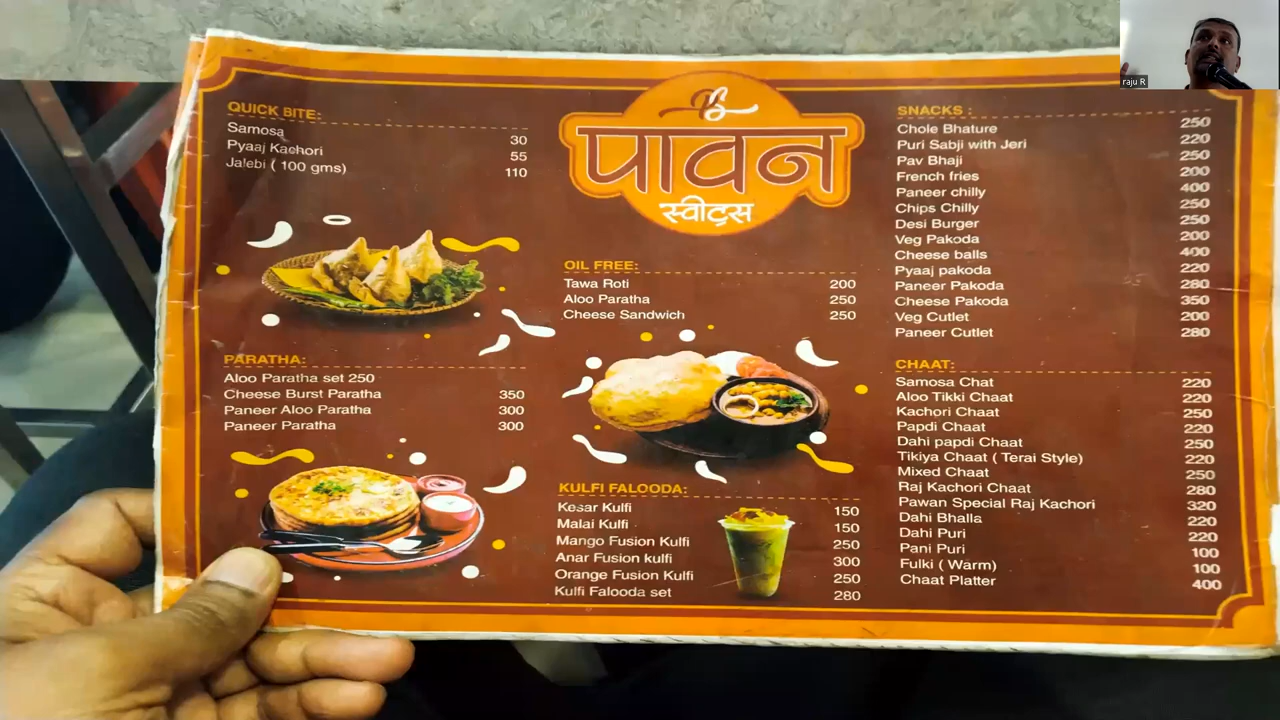 raju R
पावन
स्वीट्स
QUICK BITE:
Samosa 30
Pyaaj Kachori 55
Jalebi ( 100 gms) 110
PARATHA:
Aloo Paratha set 250
Cheese Burst Paratha 350
Paneer Aloo Paratha 300
Paneer Paratha 300
OIL FREE:
Tawa Roti 200
Aloo Paratha 250
Cheese Sandwich 250
KULFI FALOODA:
Kesar Kulfi 150
Malai Kulfi 150
Mango Fusion Kulfi 250
Anar Fusion kulfi 300
Orange Fusion Kulfi 250
Kulfi Falooda set 280
SNACKS :
Chole Bhature 250
Puri Sabji with Jeri 220
Pav Bhaji 250
French fries 200
Paneer chilly 400
Chips Chilly 250
Desi Burger 250
Veg Pakoda 200
Cheese balls 400
Pyaaj pakoda 220
Paneer Pakoda 280
Cheese Pakoda 350
Veg Cutlet 200
Paneer Cutlet 280
CHAAT:
Samosa Chat 220
Aloo Tikki Chaat 220
Kachori Chaat 250
Papdi Chaat 220
Dahi papdi Chaat 250
Tikiya Chaat ( Terai Style) 220
Mixed Chaat 250
Raj Kachori Chaat 280
Pawan Special Raj Kachori 320
Dahi Bhalla 220
Dahi Puri 220
Pani Puri 100
Fulki ( Warm) 100
Chaat Platter 400